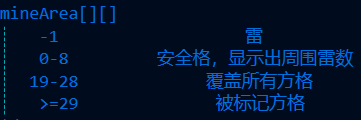 mineArea[][]
-1 雷
0-8 安全格，显示出周围雷数
19-28 覆盖所有方格
>=29 被标记方格